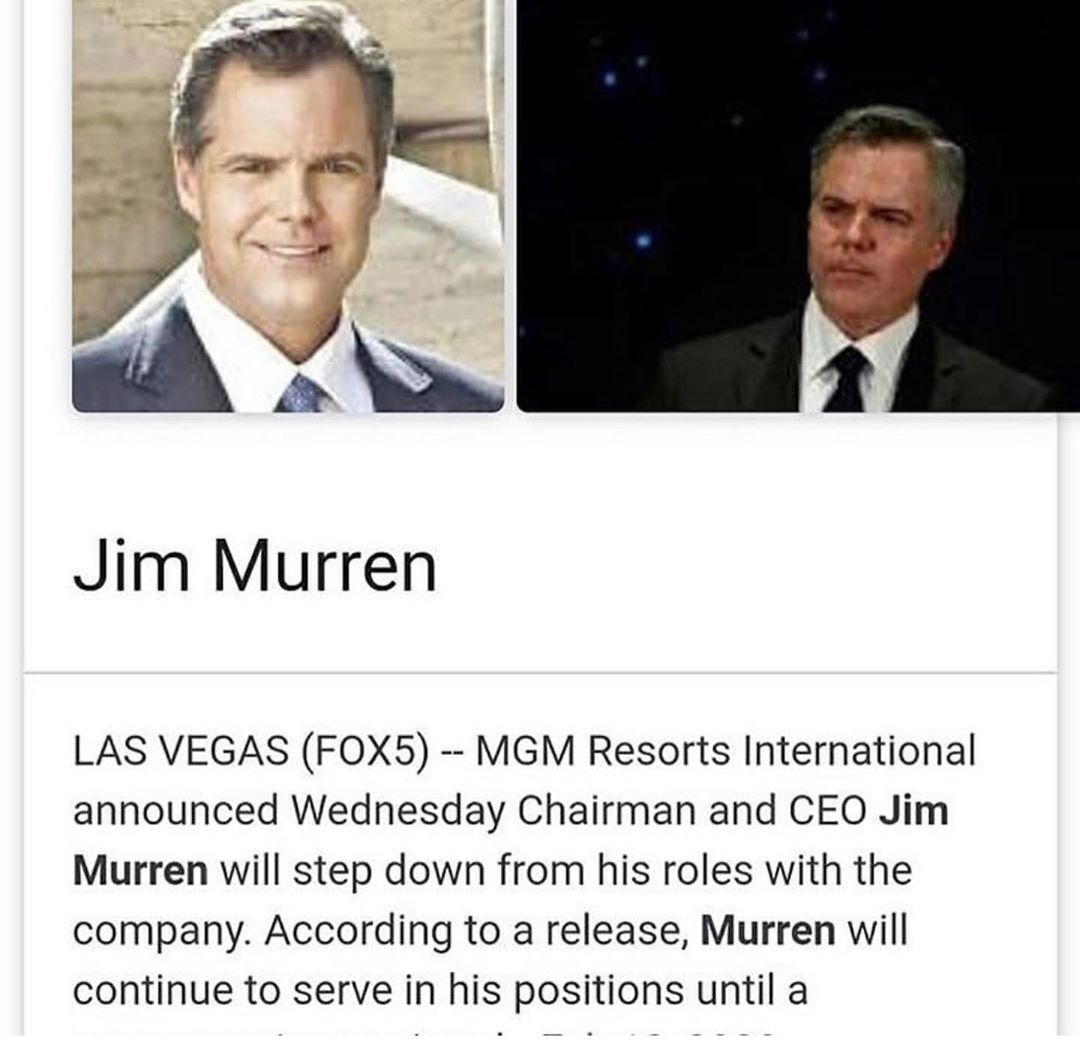 Jim Murren
LAS VEGAS (FOX5) -- MGM Resorts International
announced Wednesday Chairman and CEO Jim
Murren will step down from his roles with the
company. According to a release, Murren will
continue to serve in his positions until a